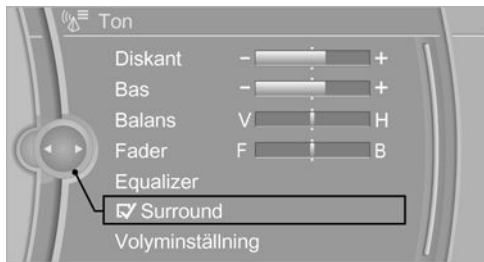 Ton
Diskant - +
Bas - +
Balans V H
Fader F B
Equalizer
Surround
Volyminställning